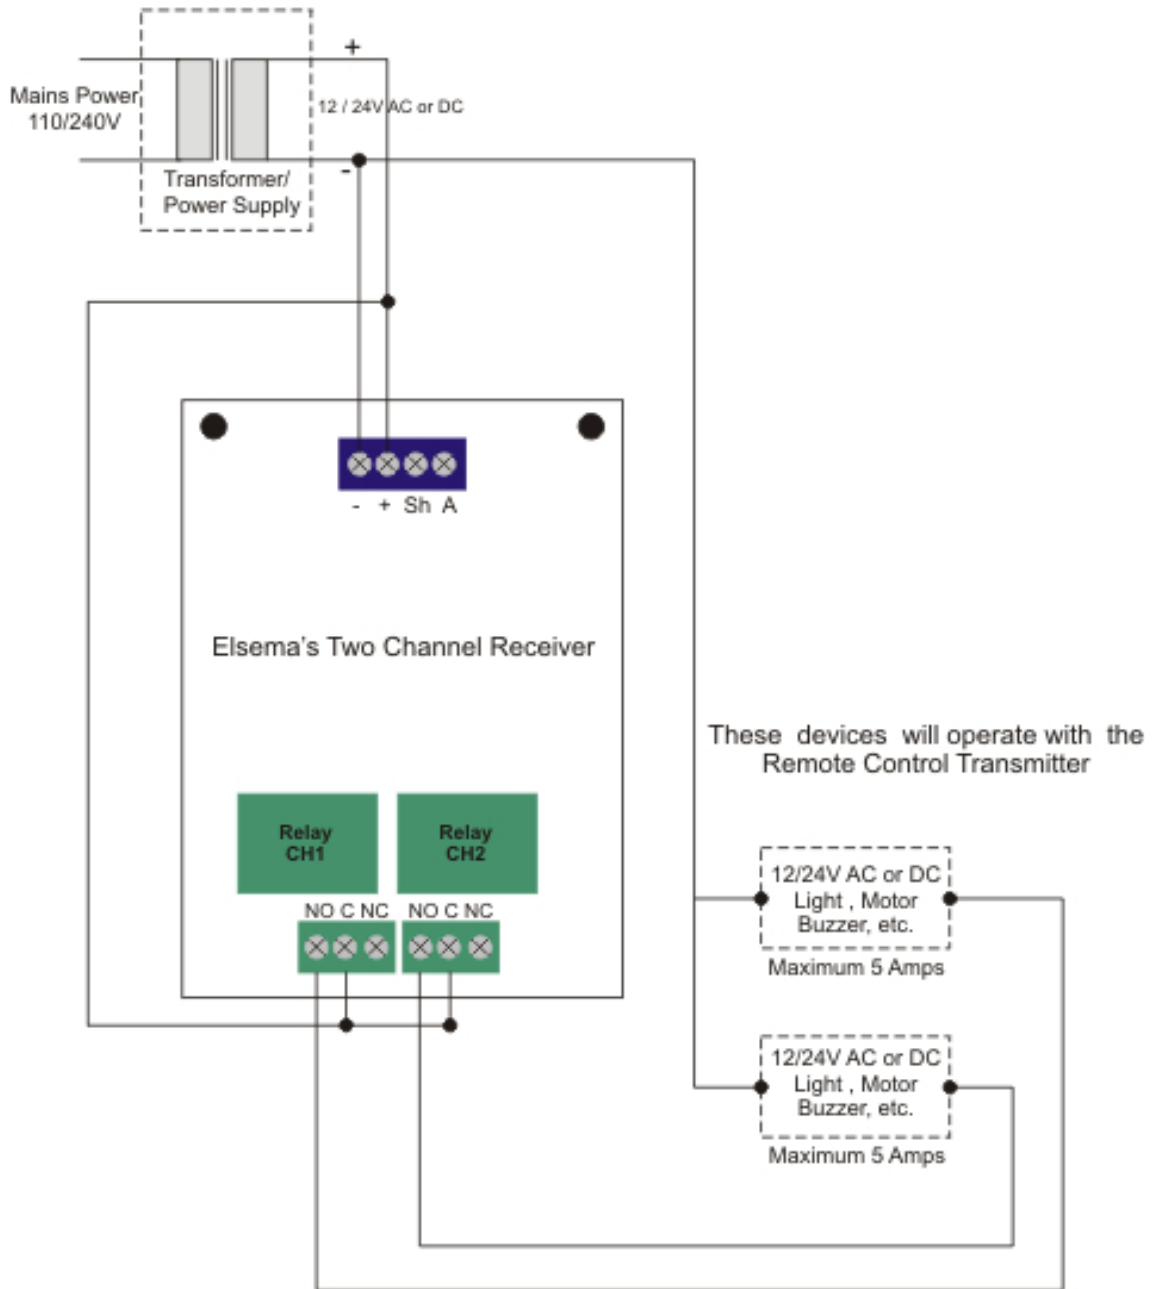 +
Mains Power
110/240V
12 / 24V AC or DC
-
Transformer/
Power Supply
- + Sh A
Elsema's Two Channel Receiver
These devices will operate with the
Remote Control Transmitter
Relay
CH1
Relay
CH2
NO C NC
NO C NC
12/24V AC or DC
Light , Motor
Buzzer, etc.
Maximum 5 Amps
12/24V AC or DC
Light , Motor
Buzzer, etc.
Maximum 5 Amps